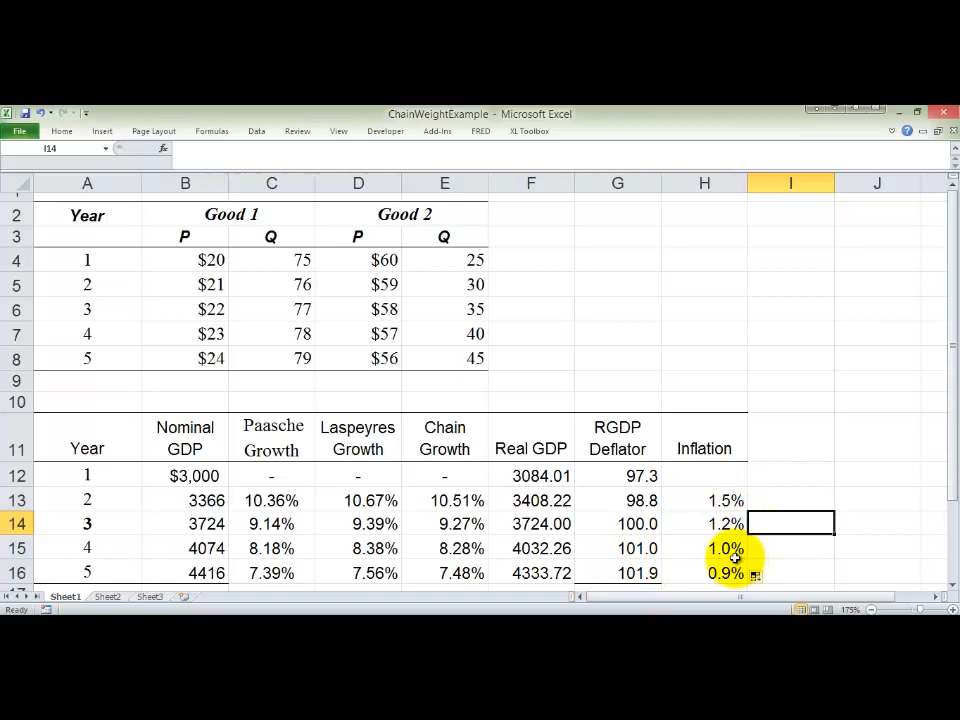 ChainWeightExample - Microsoft Excel
File Home Insert Page Layout Formulas Data Review View Developer Add-Ins FRED XL Toolbox
I14 fx
A B C D E F G H I J
2 Year Good 1 Good 2
3 P Q P Q
4 1 $20 75 $60 25
5 2 $21 76 $59 30
6 3 $22 77 $58 35
7 4 $23 78 $57 40
8 5 $24 79 $56 45
9
10
Nominal Paasche Laspeyres Chain RGDP
11 Year GDP Growth Growth Growth Real GDP Deflator Inflation
12 1 $3,000 - - - 3084.01 97.3
13 2 3366 10.36% 10.67% 10.51% 3408.22 98.8 1.5%
14 3 3724 9.14% 9.39% 9.27% 3724.00 100.0 1.2%
15 4 4074 8.18% 8.38% 8.28% 4032.26 101.0 1.0%
16 5 4416 7.39% 7.56% 7.48% 4333.72 101.9 0.9%
Sheet1 Sheet2 Sheet3
Ready 175%